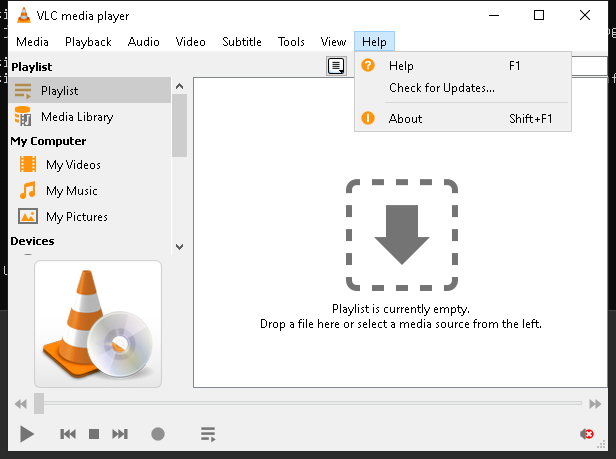 VLC media player
Media Playback Audio Video Subtitle Tools View Help
Playlist
Playlist
Media Library
My Computer
My Videos
My Music
My Pictures
Devices
Help F1
Check for Updates...
About Shift+F1
Playlist is currently empty.
Drop a file here or select a media source from the left.